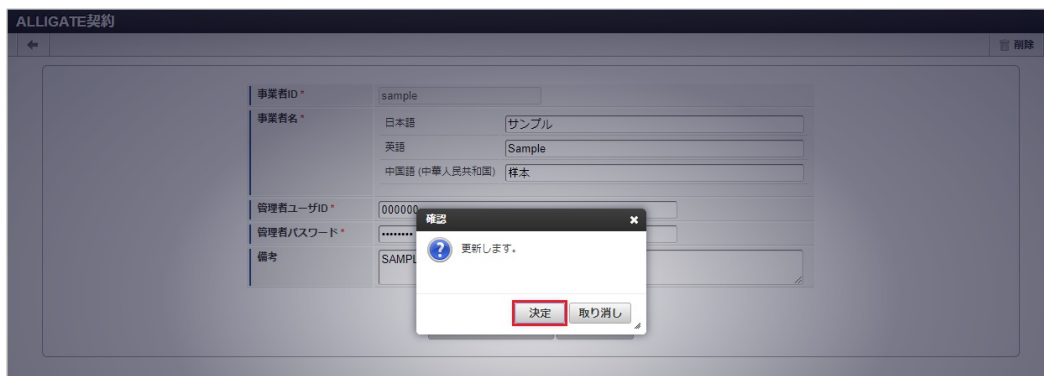 ALLIGATE契約
削除
事業者ID *
sample
事業者名 *
日本語
サンプル
英語
Sample
中国語 (中華人民共和国)
样本
管理者ユーザID *
000000
管理者パスワード *
••••••••
備考
SAMPL
確認
更新します。
決定
取り消し